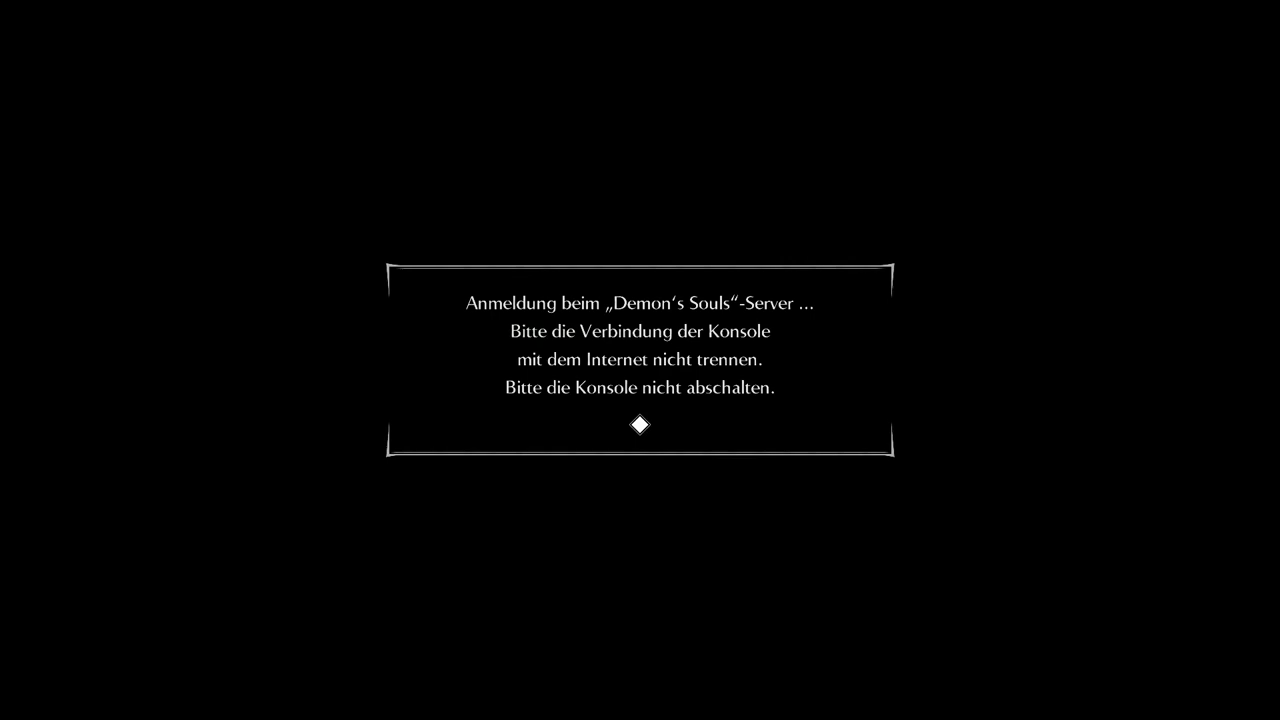 Anmeldung beim „Demon‘s Souls“-Server ...
Bitte die Verbindung der Konsole
mit dem Internet nicht trennen.
Bitte die Konsole nicht abschalten.